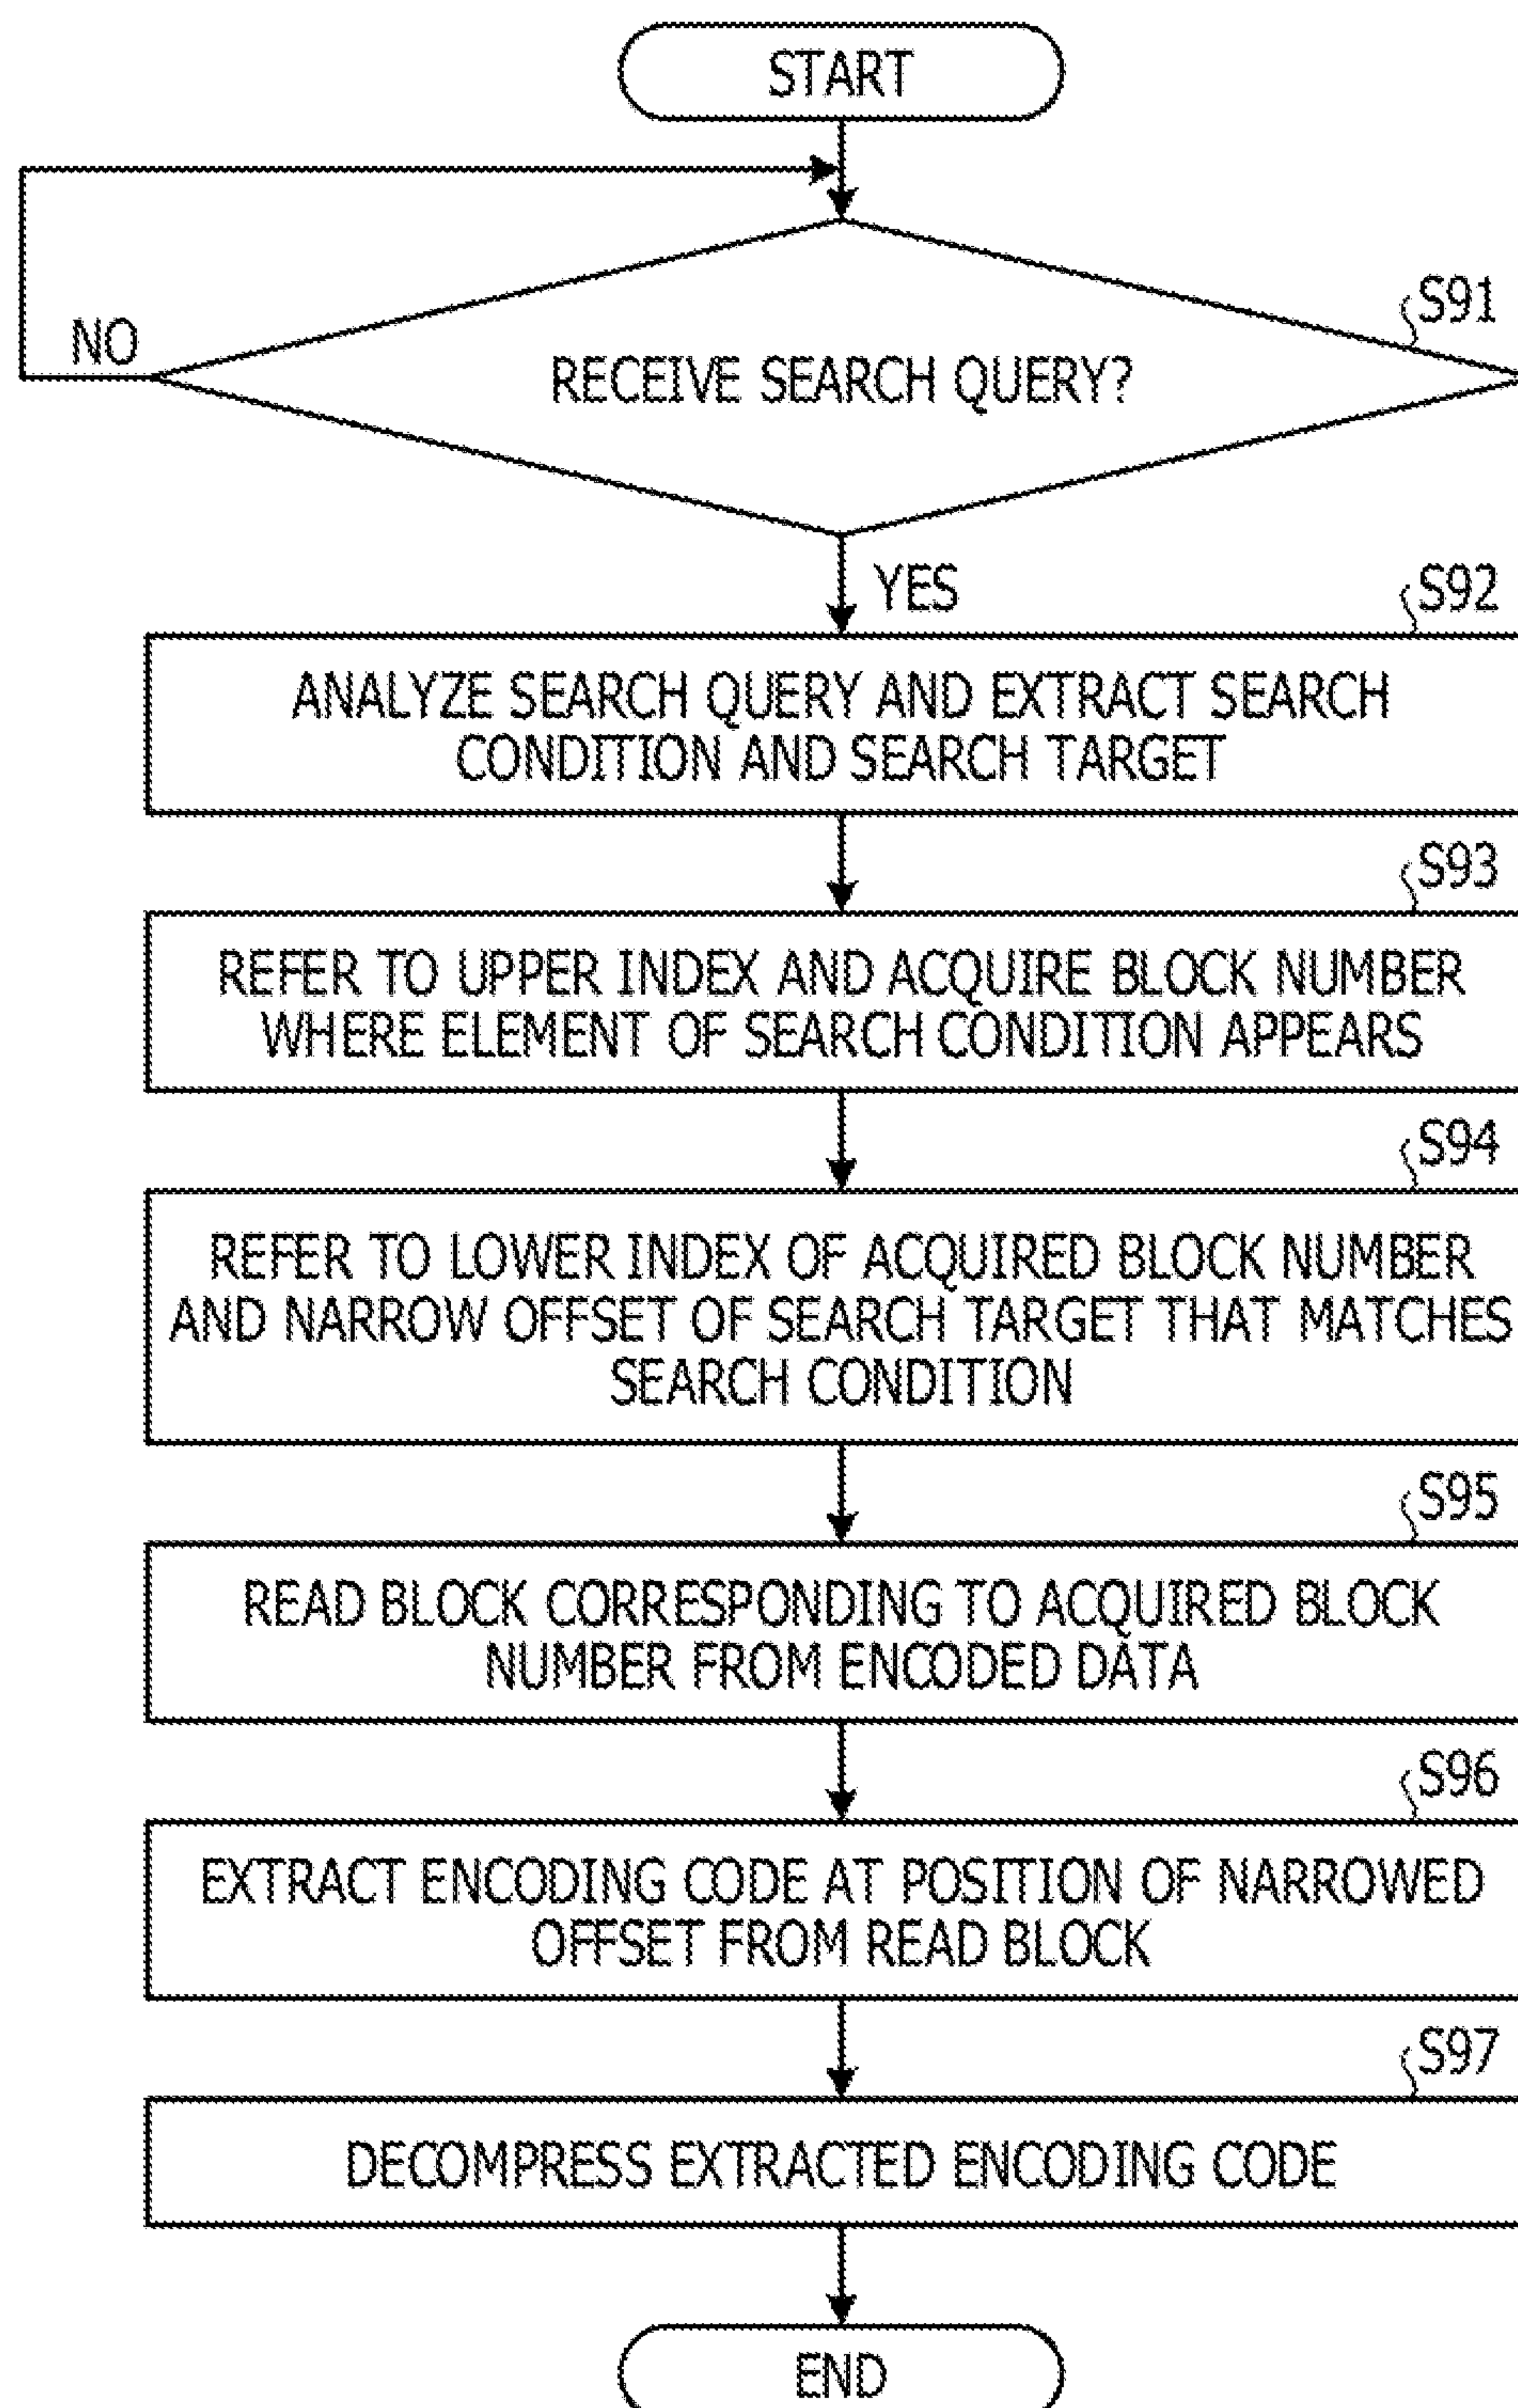 START
S91
NO
RECEIVE SEARCH QUERY?
YES
S92
ANALYZE SEARCH QUERY AND EXTRACT SEARCH
CONDITION AND SEARCH TARGET
S93
REFER TO UPPER INDEX AND ACQUIRE BLOCK NUMBER
WHERE ELEMENT OF SEARCH CONDITION APPEARS
S94
REFER TO LOWER INDEX OF ACQUIRED BLOCK NUMBER
AND NARROW OFFSET OF SEARCH TARGET THAT MATCHES
SEARCH CONDITION
S95
READ BLOCK CORRESPONDING TO ACQUIRED BLOCK
NUMBER FROM ENCODED DATA
S96
EXTRACT ENCODING CODE AT POSITION OF NARROWED
OFFSET FROM READ BLOCK
S97
DECOMPRESS EXTRACTED ENCODING CODE
END